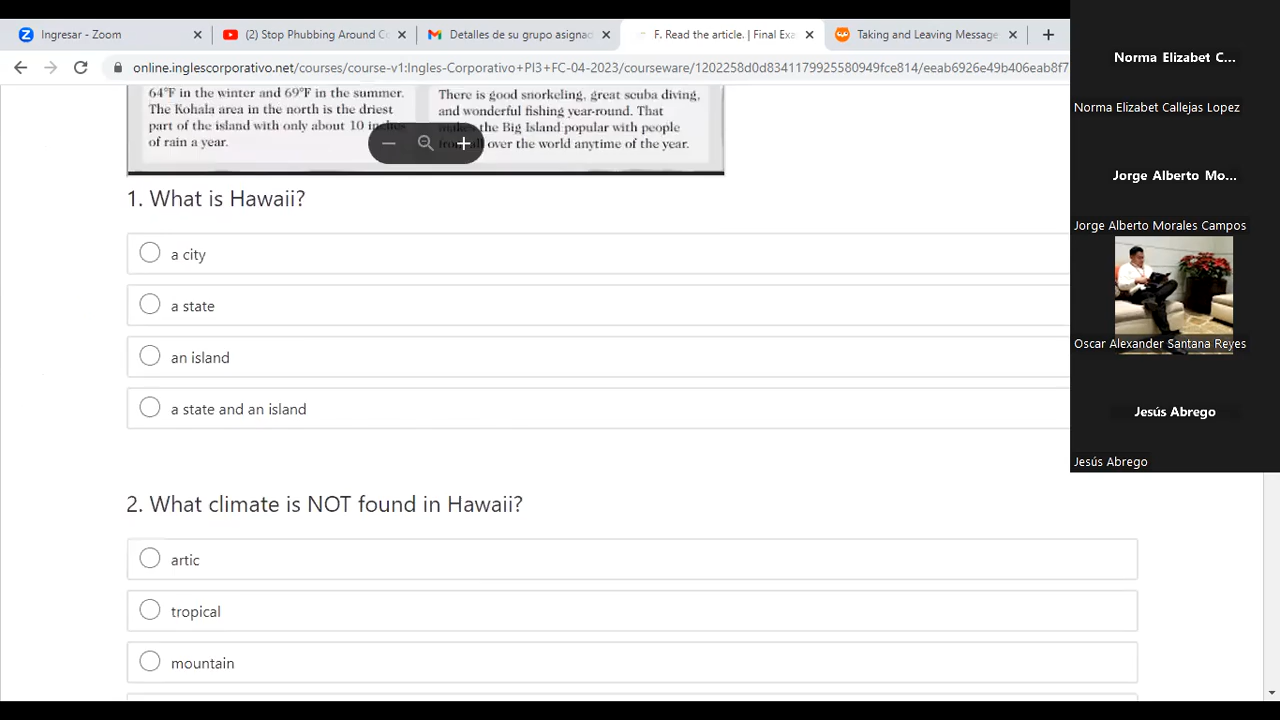 Ingresar - Zoom
(2) Stop Phubbing Around C
Detalles de su grupo asigna
F. Read the article. | Final Exa
Taking and Leaving Message
online.inglescorporativo.net/courses/course-v1:Ingles-Corporativo+PI3+FC-04-2023/courseware/1202258d0d8341179925580949fce814/eeab6926e49b406eab8f7
64°F in the winter and 69°F in the summer.
The Kohala area in the north is the driest
part of the island with only about 10 inches
of rain a year.
There is good snorkeling, great scuba diving,
and wonderful fishing year-round. That
makes the Big Island popular with people
from all over the world anytime of the year.
1. What is Hawaii?
a city
a state
an island
a state and an island
2. What climate is NOT found in Hawaii?
artic
tropical
mountain
Norma Elizabet C...
Norma Elizabet Callejas Lopez
Jorge Alberto Mo...
Jorge Alberto Morales Campos
Oscar Alexander Santana Reyes
Jesús Abrego
Jesús Abrego